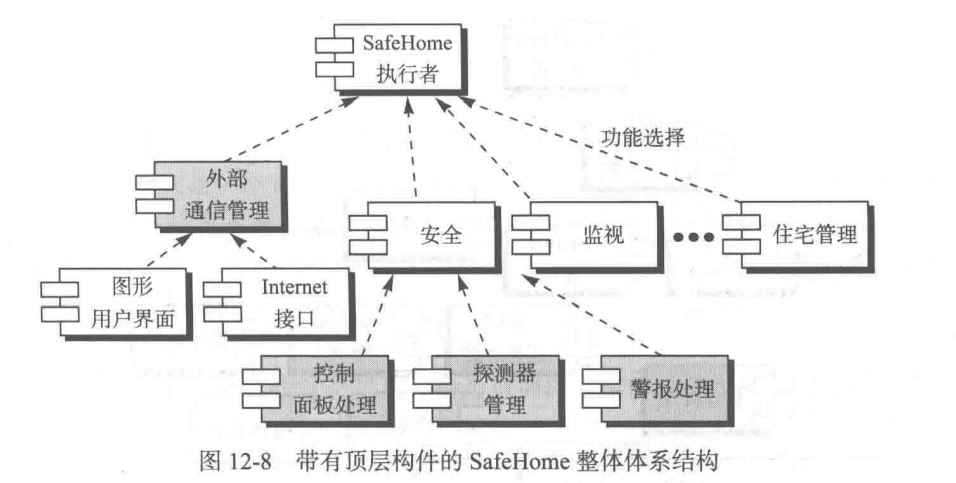 SafeHome
执行者
功能选择
外部
通信管理
安全
监视
住宅管理
图形
用户界面
Internet
接口
控制
面板处理
探测器
管理
警报处理
图 12-8 带有顶层构件的 SafeHome 整体体系结构